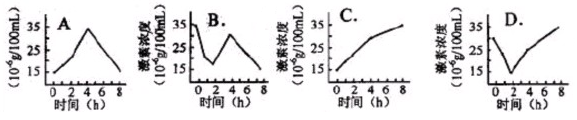 A
35
25
15
(10⁻⁶g/100mL)
0 2 4 6 8
时间（h）
B.
激素浓度
(10⁻⁶g/100mL)
35
25
15
0 2 4 6 8
时间（h）
C.
激素浓度
(10⁻⁶g/100mL)
35
25
15
0 2 4 6 8
时间（h）
D.
激素浓度
(10⁻⁶g/100mL)
35
25
15
0 2 4 6 8
时间（h）